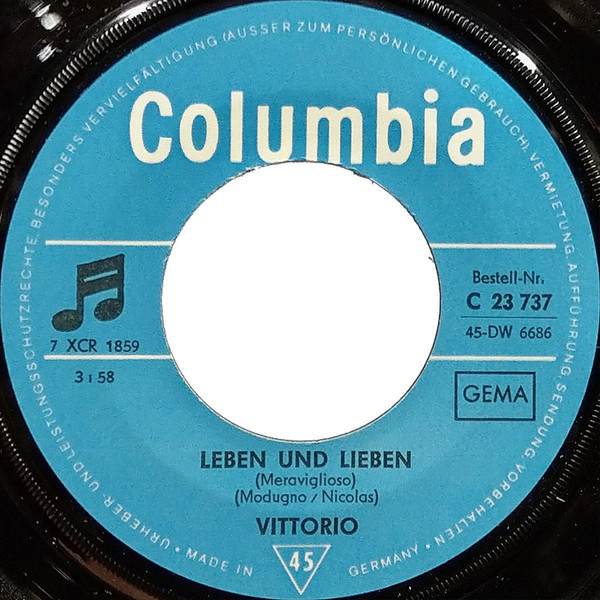 URHEBER- UND LEISTUNGSSCHUTZRECHTE, BESONDERS VERVIELFÄLTIGUNG (AUSSER ZUM PERSÖNLICHEN GEBRAUCH), VERMIETUNG, AUFFÜHRUNG, SENDUNG VORBEHALTEN •
Columbia
Bestell-Nr.
C 23 737
7 XCR 1859
45-DW 6686
3 ı 58
GEMA
LEBEN UND LIEBEN
(Meraviglioso)
(Modugno / Nicolas)
VITTORIO
45
• MADE IN GERMANY •